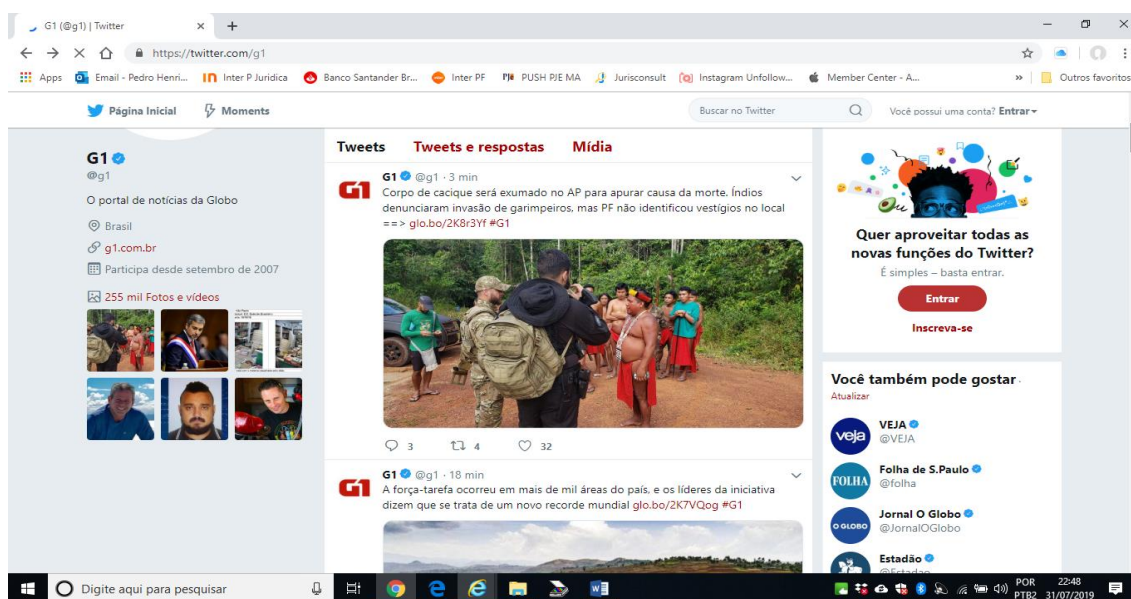 G1 (@g1) | Twitter
https://twitter.com/g1
Apps
Email - Pedro Henri...
Inter P Juridica
Banco Santander Br...
Inter PF
PJe PUSH PJE MA
Jurisconsult
Instagram Unfollow...
Member Center - A...
»
Outros favoritos
Página Inicial
Moments
Buscar no Twitter
Você possui uma conta? Entrar
G1
@g1
O portal de notícias da Globo
Brasil
g1.com.br
Participa desde setembro de 2007
255 mil Fotos e vídeos
Tweets Tweets e respostas Mídia
G1
G1 @g1 · 3 min
Corpo de cacique será exumado no AP para apurar causa da morte. Índios
denunciaram invasão de garimpeiros, mas PF não identificou vestígios no local
==> glo.bo/2K8r3Yf #G1
3 4 32
G1
G1 @g1 · 18 min
A força-tarefa ocorreu em mais de mil áreas do país, e os líderes da iniciativa
dizem que se trata de um novo recorde mundial glo.bo/2K7VQog #G1
Quer aproveitar todas as
novas funções do Twitter?
É simples – basta entrar.
Entrar
Inscreva-se
Você também pode gostar ·
Atualizar
veja
VEJA
@VEJA
FOLHA
Folha de S.Paulo
@folha
O GLOBO
Jornal O Globo
@JornalOGlobo
Estadão
@Estadao
Digite aqui para pesquisar
POR
PTB2
22:48
31/07/2019